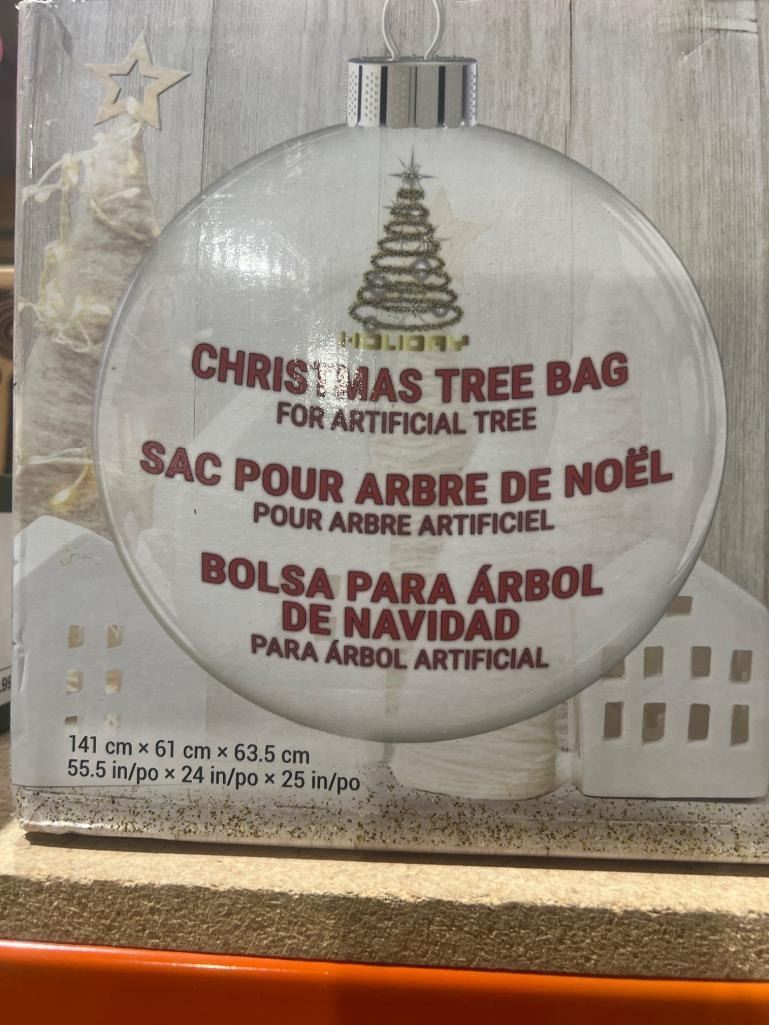 HOLIDAY
CHRISTMAS TREE BAG
FOR ARTIFICIAL TREE
SAC POUR ARBRE DE NOËL
POUR ARBRE ARTIFICIEL
BOLSA PARA ÁRBOL
DE NAVIDAD
PARA ÁRBOL ARTIFICIAL
141 cm × 61 cm × 63.5 cm
55.5 in/po × 24 in/po × 25 in/po